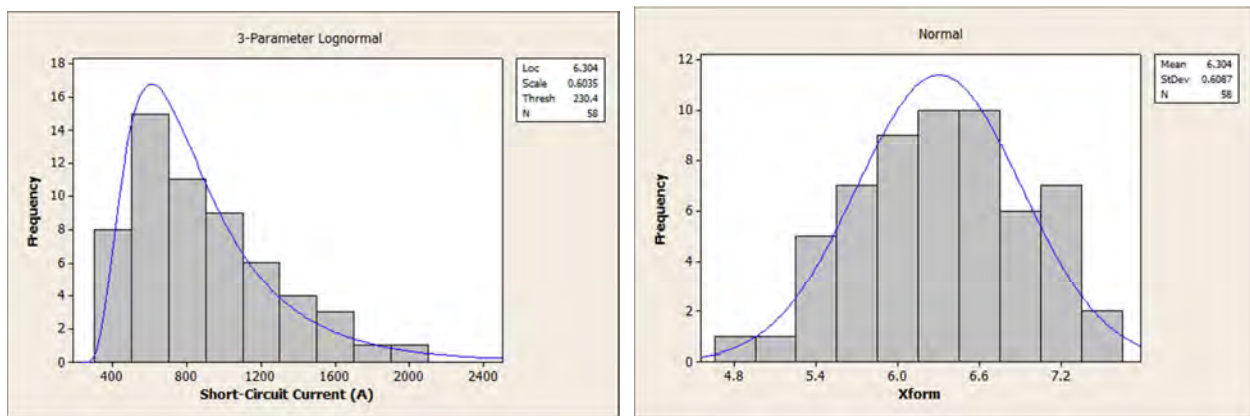 3-Parameter Lognormal
18
16
14
12
10
8
6
4
2
0
Frequency
400 800 1200 1600 2000 2400
Short-Circuit Current (A)
Loc 6.304
Scale 0.6035
Thresh 230.4
N 58
Normal
12
10
8
6
4
2
0
Frequency
4.8 5.4 6.0 6.6 7.2
Xform
Mean 6.304
StDev 0.6087
N 58